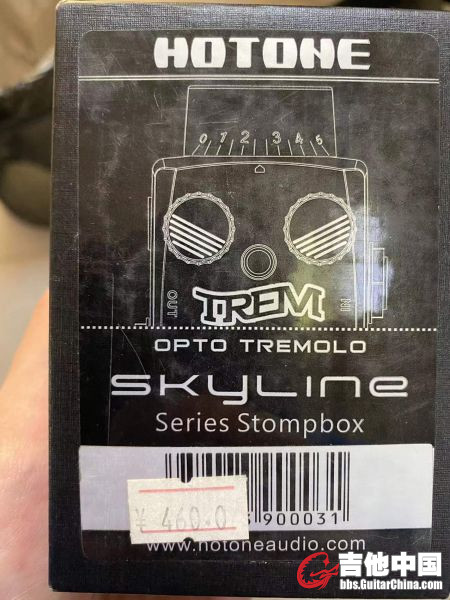 HOTONE
0 1 2 3 4 5
TREM
OUT
IN
OPTO TREMOLO
SKYLINE
Series Stompbox
¥ 460.0
900031
www.hotoneaudio.com
吉他中国
bbs.GuitarChina.com